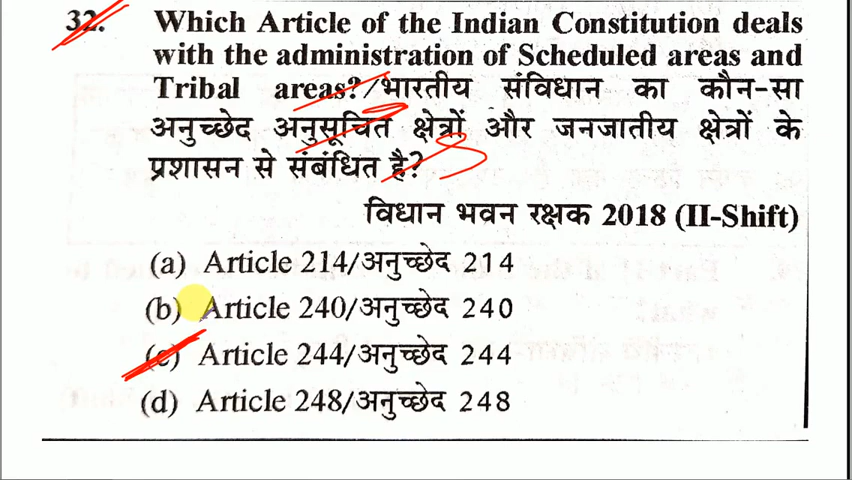 32. Which Article of the Indian Constitution deals
with the administration of Scheduled areas and
Tribal areas?/भारतीय संविधान का कौन-सा
अनुच्छेद अनुसूचित क्षेत्रों और जनजातीय क्षेत्रों के
प्रशासन से संबंधित है?
विधान भवन रक्षक 2018 (II-Shift)
(a) Article 214/अनुच्छेद 214
(b) Article 240/अनुच्छेद 240
(c) Article 244/अनुच्छेद 244
(d) Article 248/अनुच्छेद 248